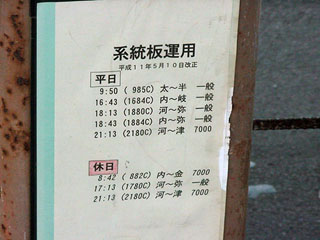 系統板運用
平成11年5月10日改正
平日
9:50 ( 985C) 太～半 一般
16:43 (1684C) 内～岐 一般
18:13 (1880C) 河～弥 一般
18:43 (1884C) 内～弥 一般
21:13 (2180C) 河～津 7000
休日
8:42 ( 882C) 内～金 7000
17:13 (1780C) 河～弥 一般
21:13 (2180C) 河～津 7000